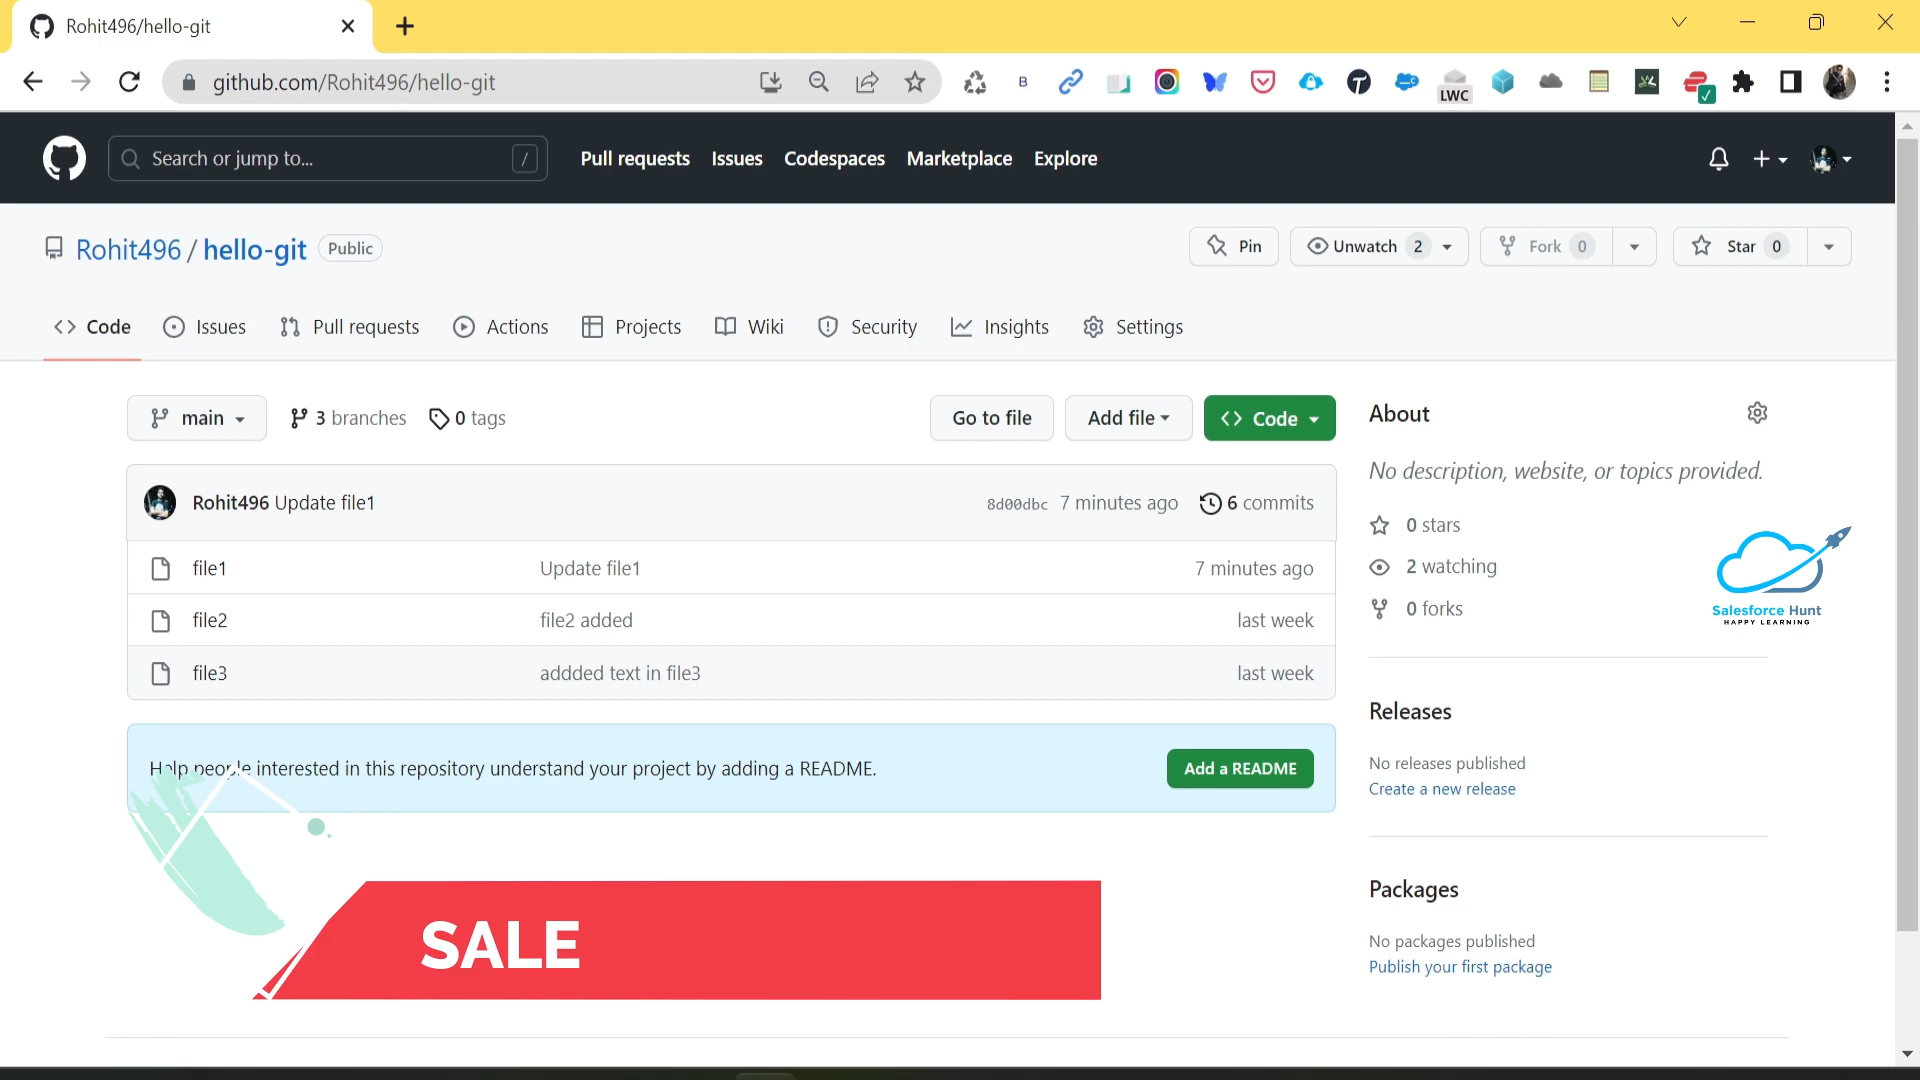 Rohit496/hello-git
github.com/Rohit496/hello-git
B
LWC
Search or jump to...
/
Pull requests Issues Codespaces Marketplace Explore
Rohit496 / hello-git Public
Pin
Unwatch 2
Fork 0
Star 0
Code Issues Pull requests Actions Projects Wiki Security Insights Settings
main 3 branches 0 tags
Go to file Add file Code
Rohit496 Update file1 8d00dbc 7 minutes ago 6 commits
file1 Update file1 7 minutes ago
file2 file2 added last week
file3 addded text in file3 last week
Help people interested in this repository understand your project by adding a README.
Add a README
About
No description, website, or topics provided.
0 stars
2 watching
0 forks
Salesforce Hunt
HAPPY LEARNING
Releases
No releases published
Create a new release
Packages
No packages published
Publish your first package
SALE